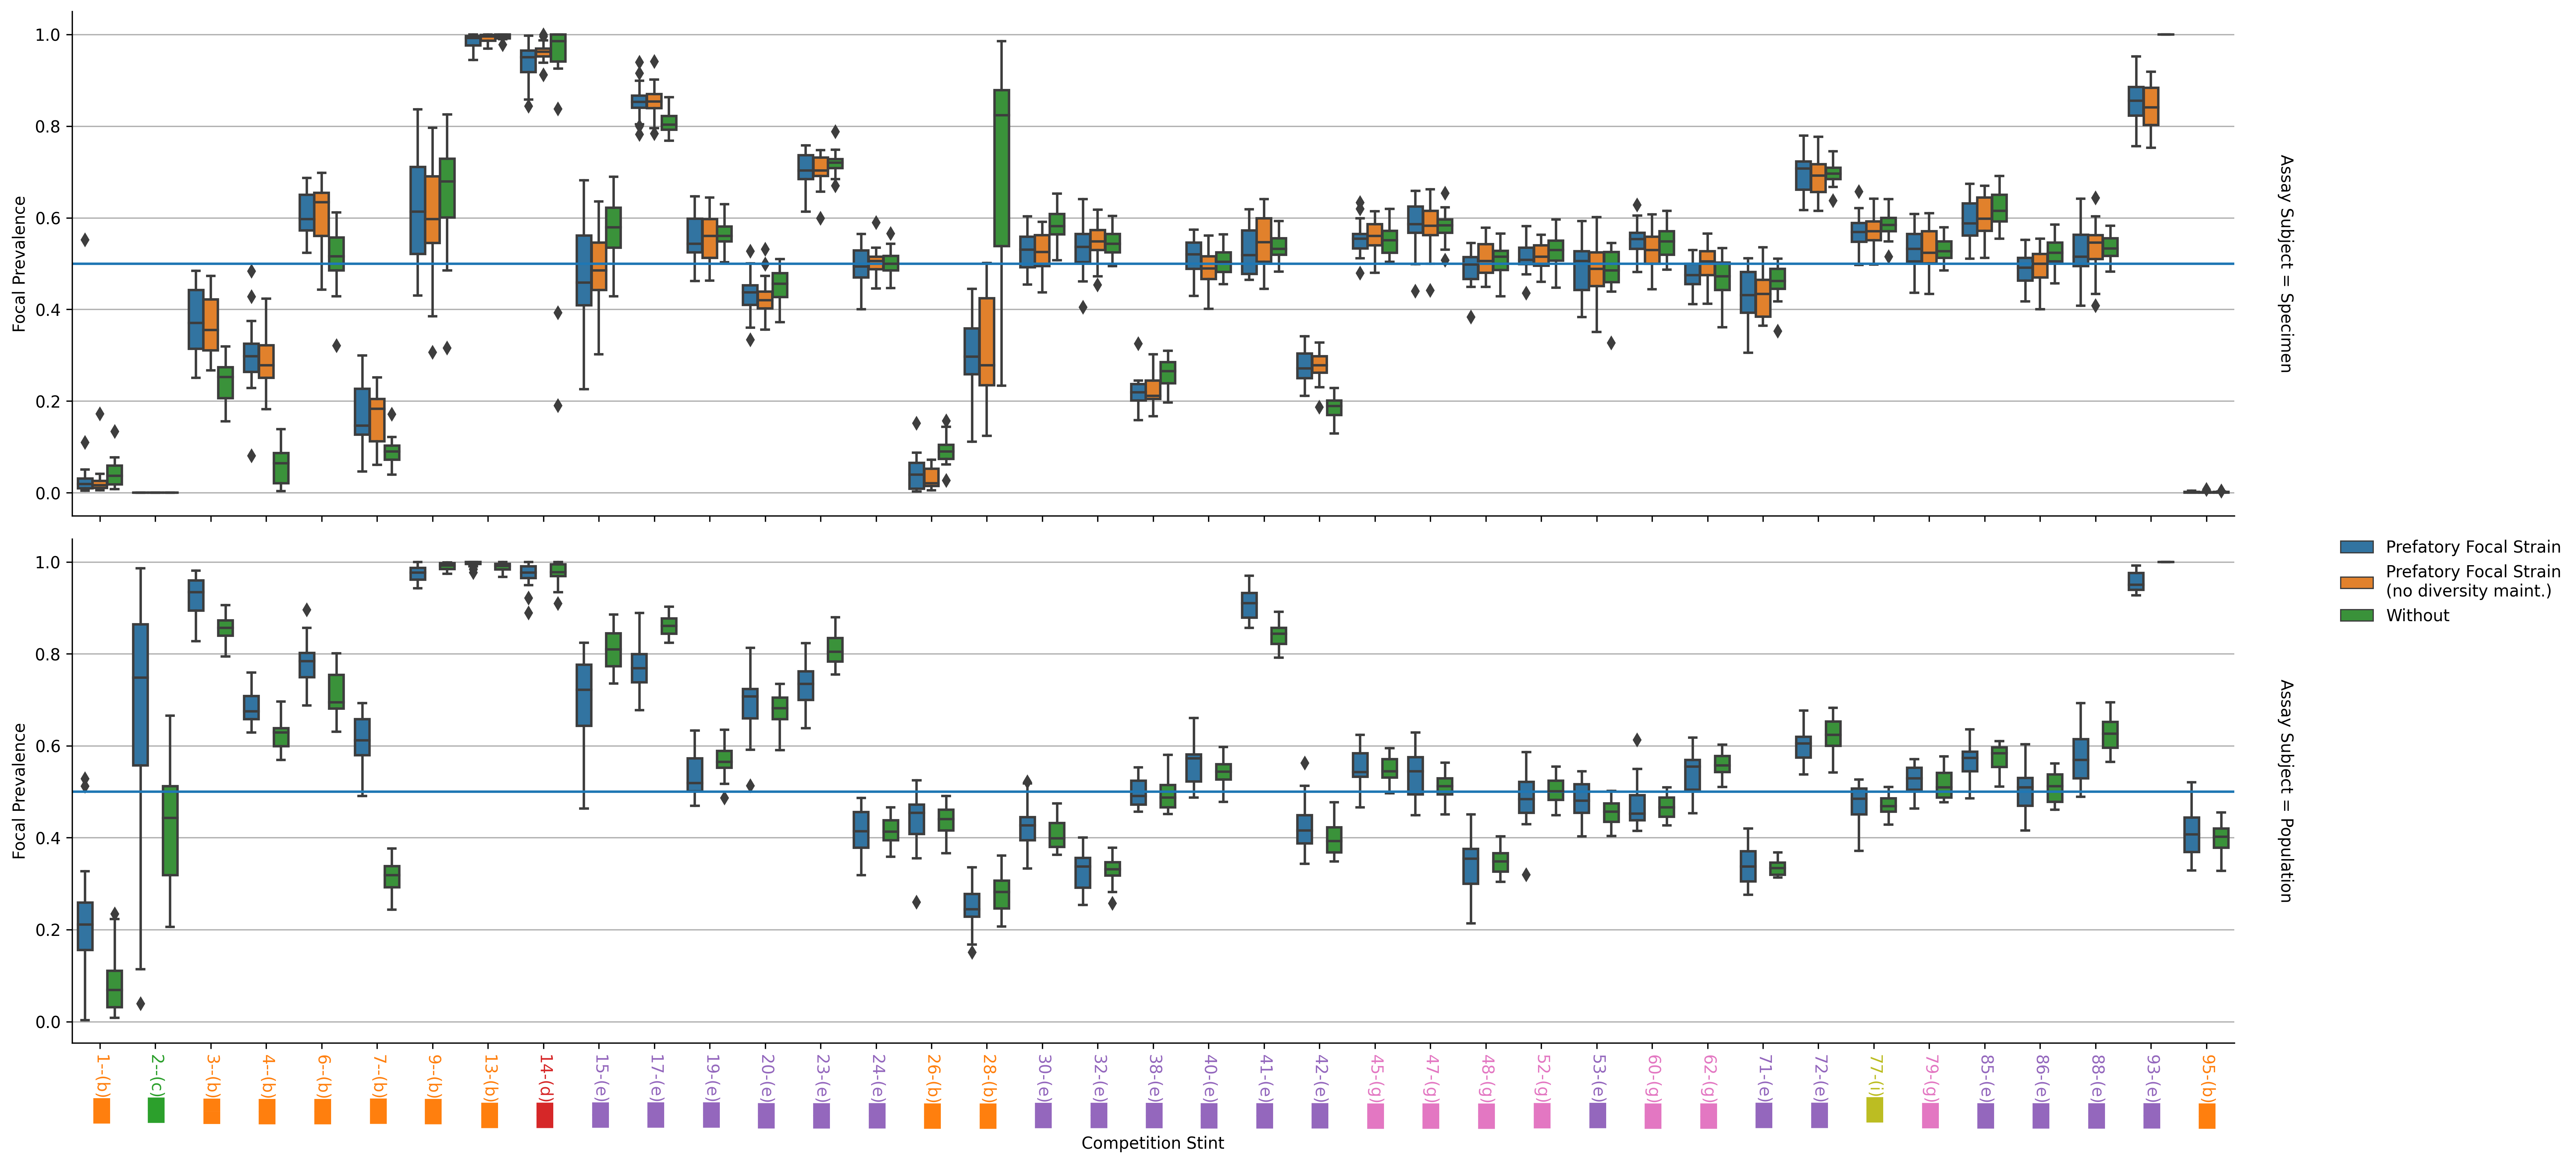 1.0
0.8
0.6
0.4
0.2
0.0
Focal Prevalence
Assay Subject = Specimen
1.0
0.8
0.6
0.4
0.2
0.0
Focal Prevalence
Assay Subject = Population
Prefatory Focal Strain
Prefatory Focal Strain
(no diversity maint.)
Without
1--(b)
2--(c)
3--(b)
4--(b)
6--(b)
7--(b)
9--(b)
13-(b)
14-(d)
15-(e)
17-(e)
19-(e)
20-(e)
23-(e)
24-(e)
26-(b)
28-(b)
30-(e)
32-(e)
38-(e)
40-(e)
41-(e)
42-(e)
45-(g)
47-(g)
48-(g)
52-(g)
53-(e)
60-(g)
62-(g)
71-(e)
72-(e)
77-(i)
79-(g)
85-(e)
86-(e)
88-(e)
93-(e)
95-(b)
Competition Stint